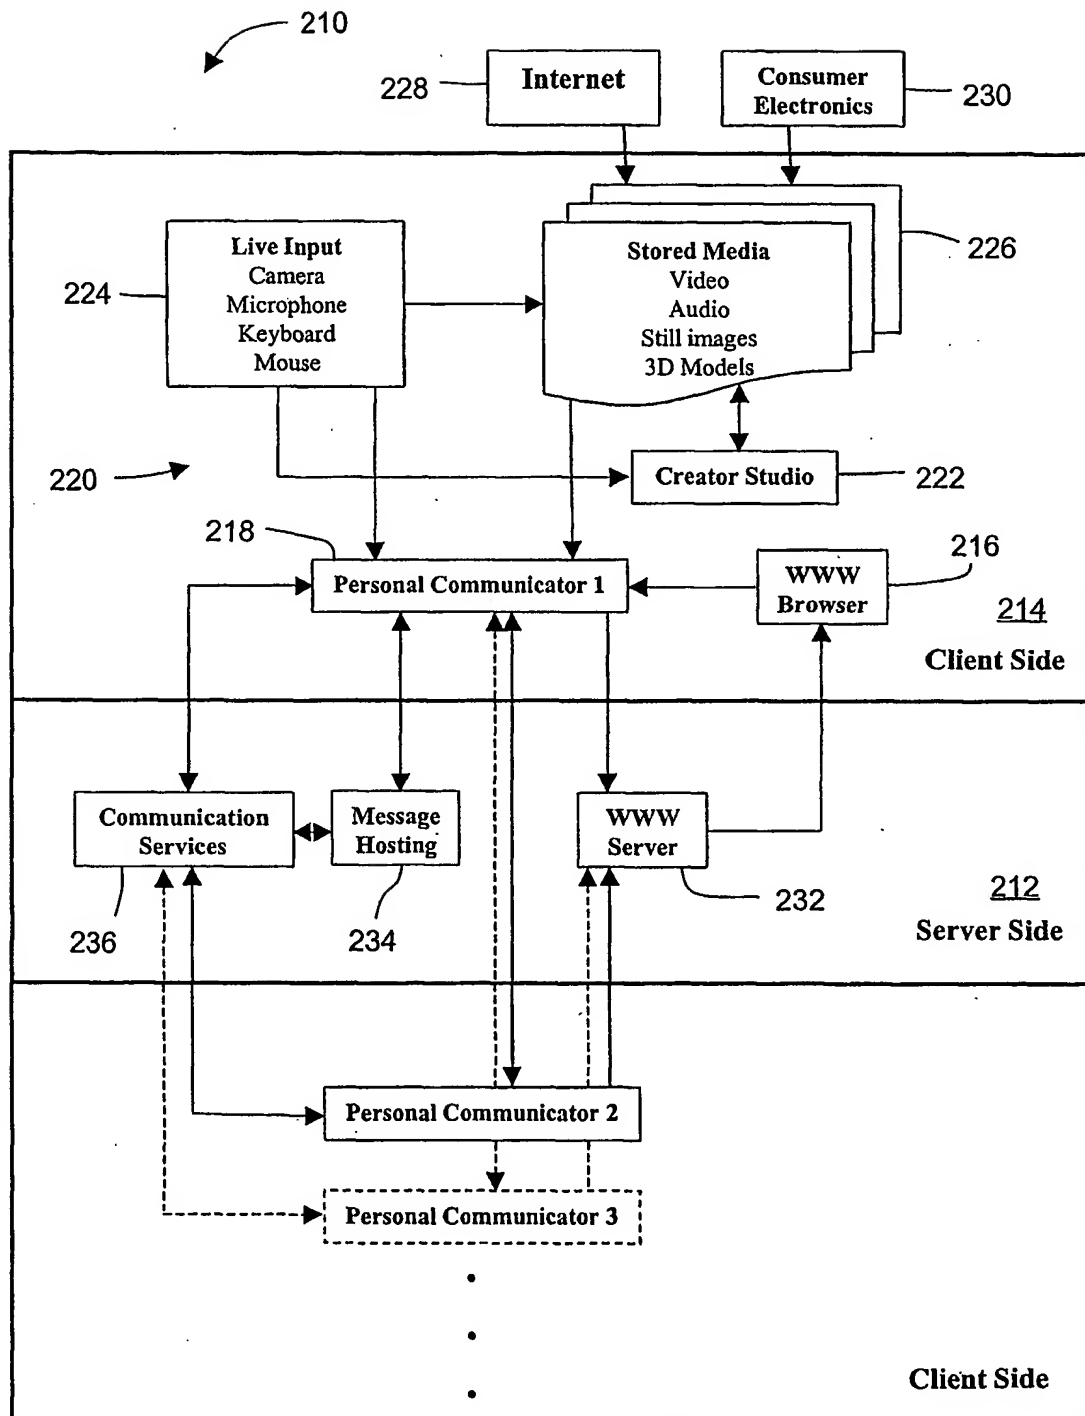 210
228
Internet
Consumer
Electronics
230
224
Live Input
Camera
Microphone
Keyboard
Mouse
Stored Media
Video
Audio
Still images
3D Models
226
220
Creator Studio
222
218
Personal Communicator 1
WWW
Browser
216
214
Client Side
Communication
Services
Message
Hosting
WWW
Server
236
234
232
212
Server Side
Personal Communicator 2
Personal Communicator 3
Client Side